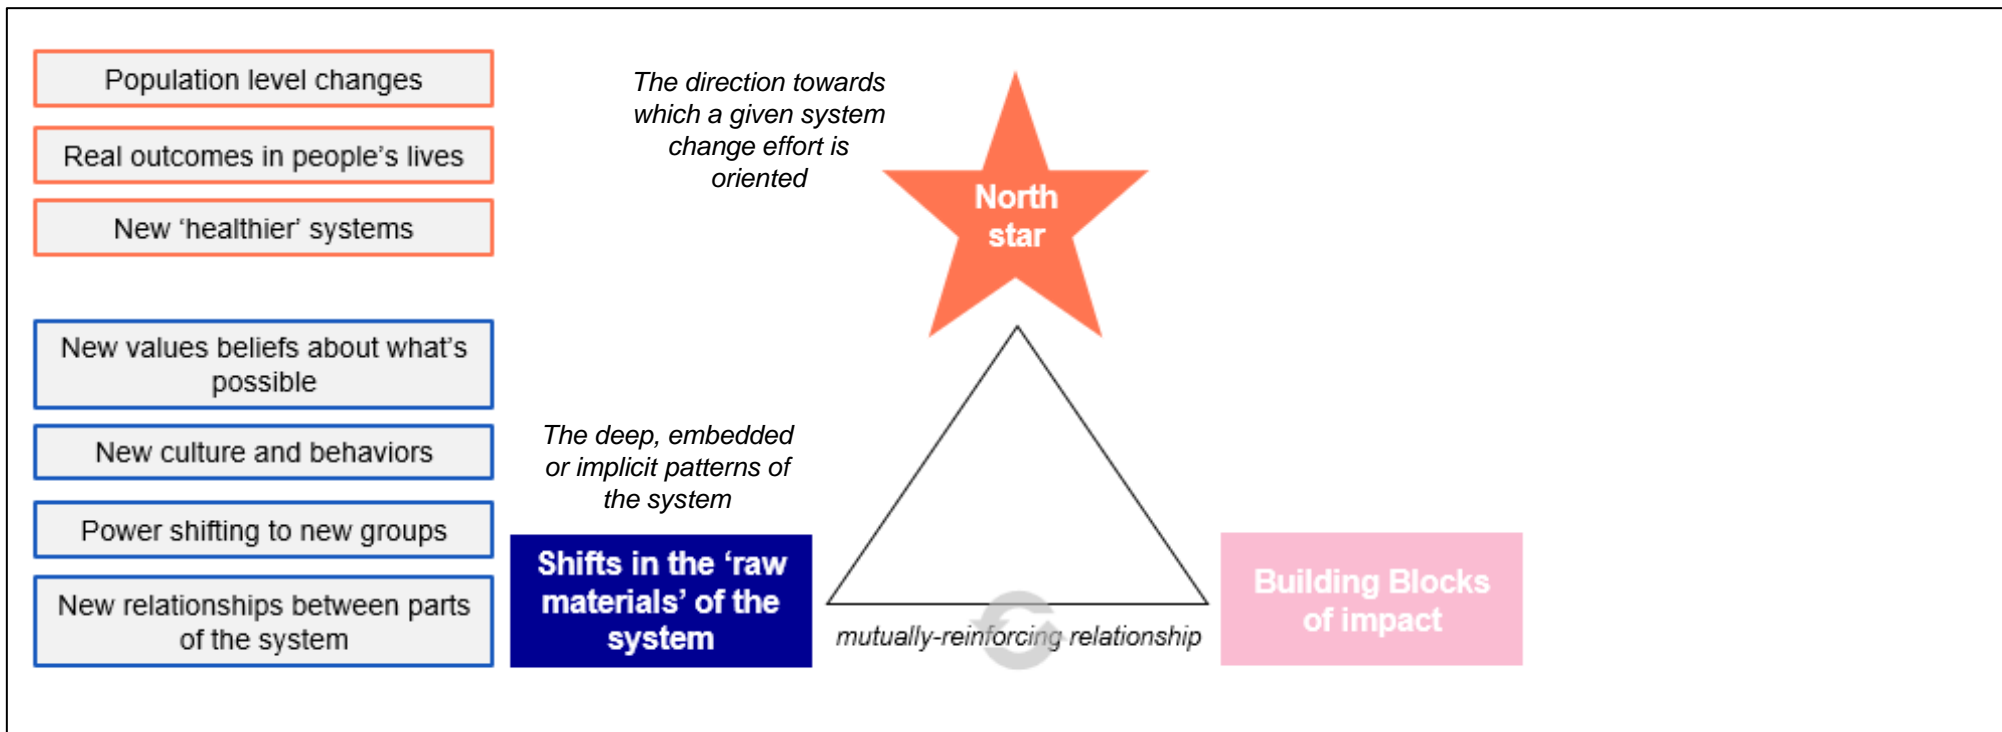 Population level changes
Real outcomes in people’s lives
New ‘healthier’ systems
The direction towards
which a given system
change effort is
oriented
North
star
New values beliefs about what’s
possible
New culture and behaviors
Power shifting to new groups
New relationships between parts
of the system
The deep, embedded
or implicit patterns of
the system
Shifts in the ‘raw
materials’ of the
system
mutually-reinforcing relationship
Building Blocks
of impact